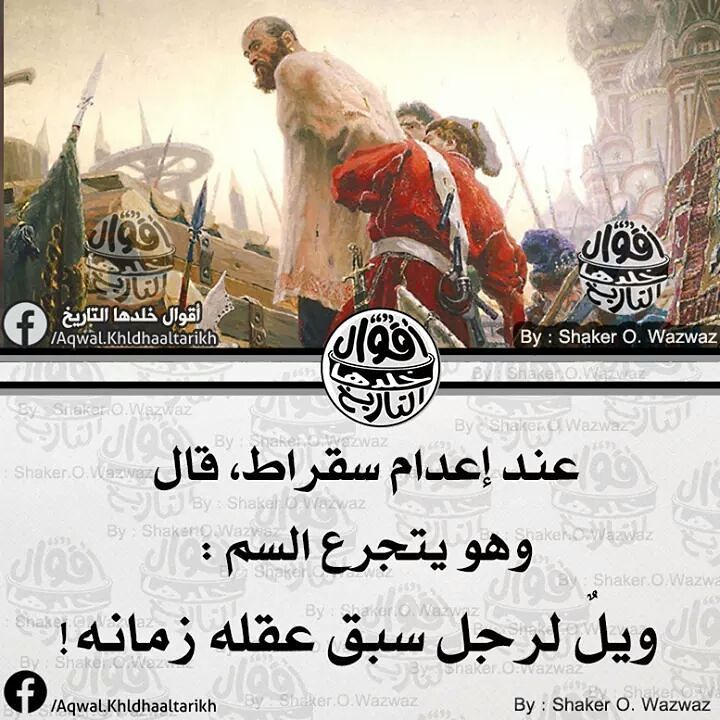 أقوال خلدها التاريخ
/Aqwal.Khldhaaltarikh
By : Shaker O. Wazwaz
أقوال خلدها التاريخ
عند إعدام سقراط، قال
وهو يتجرع السم :
ويلٌ لرجل سبق عقله زمانه!
/Aqwal.Khldhaaltarikh
By : Shaker O. Wazwaz